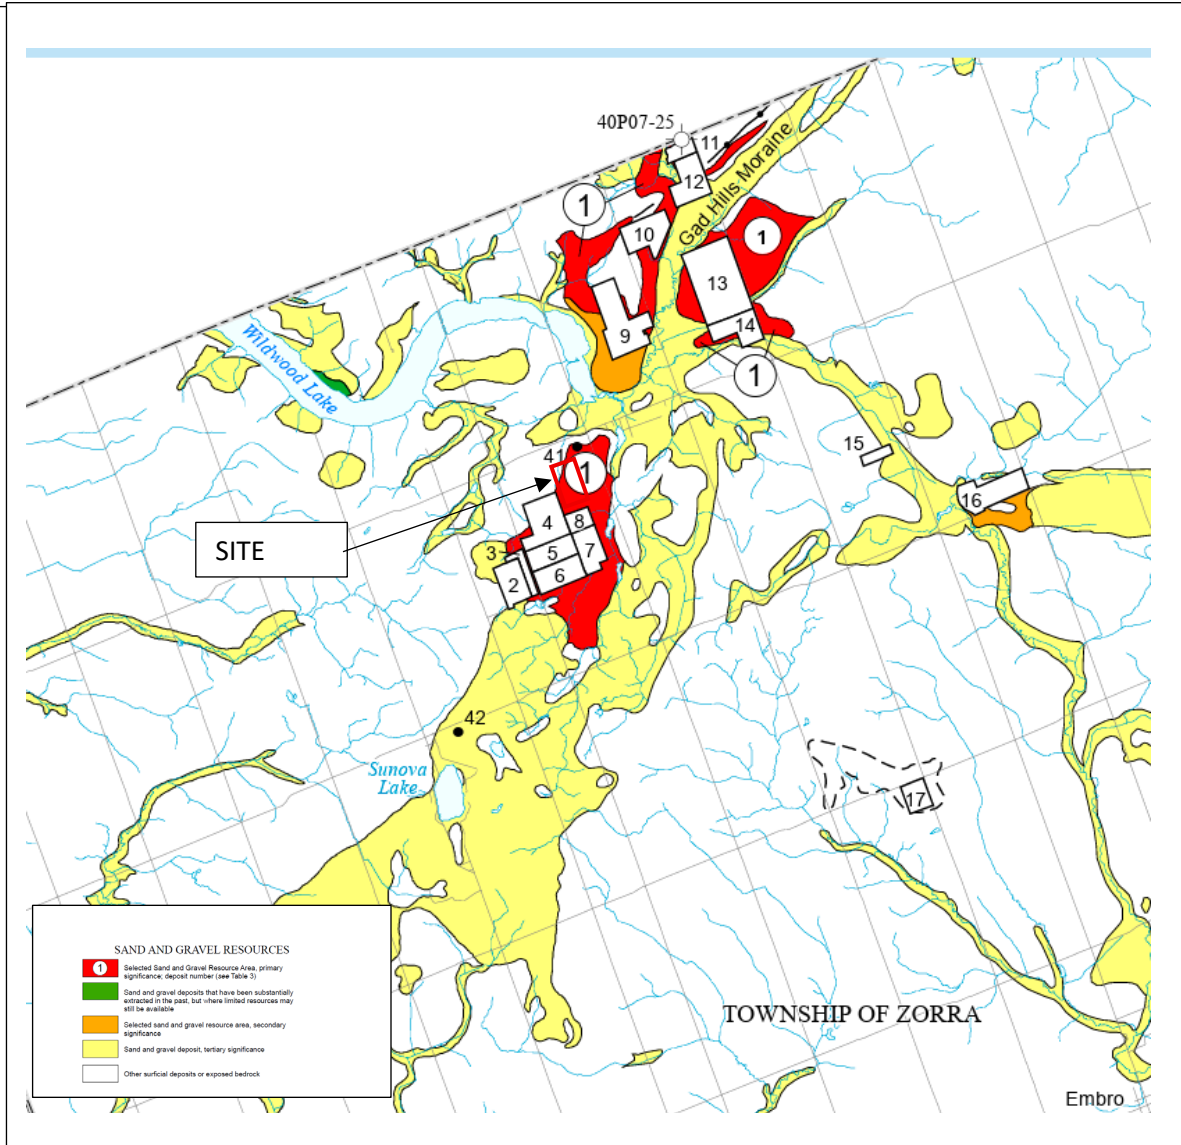 40P07-25
11
12
Gad Hills Moraine
1
1
10
13
14
9
1
Wildwood Lake
15
41
1
16
SITE
4
8
3
5
7
2
6
42
Sunova
Lake
17
SAND AND GRAVEL RESOURCES
1
Selected Sand and Gravel Resource Area, primary
significance; deposit number (see Table 3)
Sand and gravel deposits that have been substantially
extracted in the past, but where limited resources may
still be available
Selected sand and gravel resource area, secondary
significance
Sand and gravel deposit, tertiary significance
Other surficial deposits or exposed bedrock
TOWNSHIP OF ZORRA
Embro